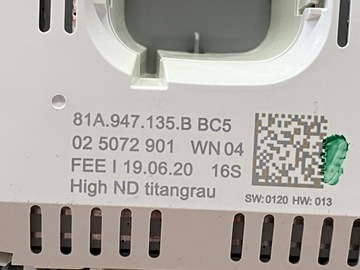 81A.947.135.B BC5
02 5072 901 WN 04
FEE I 19.06.20 16S
High ND titangrau
SW:0120 HW: 013